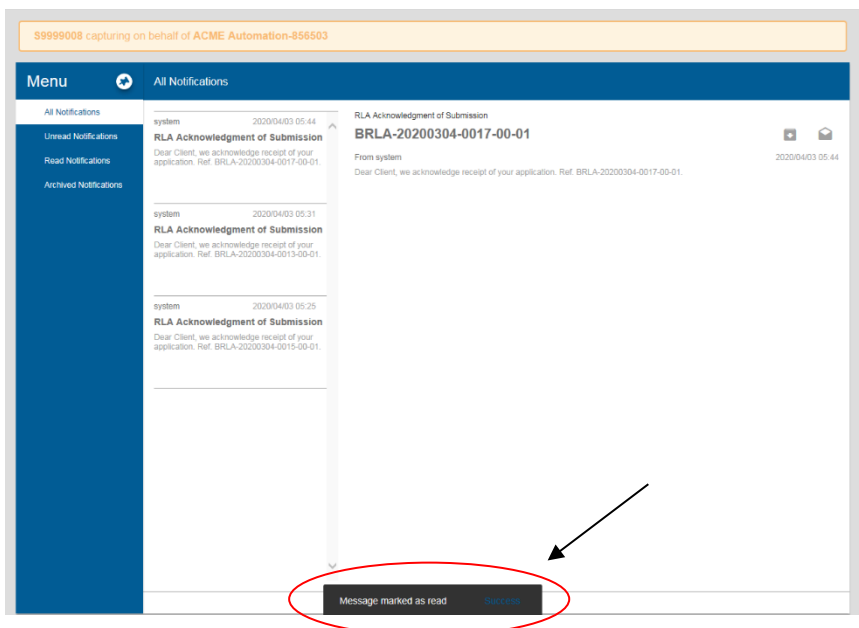 S9999008 capturing on behalf of ACME Automation-856503
Menu
All Notifications
All Notifications
Unread Notifications
Read Notifications
Archived Notifications
system 2020/04/03 05:44
RLA Acknowledgment of Submission
Dear Client, we acknowledge receipt of your
application. Ref. BRLA-20200304-0017-00-01.
system 2020/04/03 05:31
RLA Acknowledgment of Submission
Dear Client, we acknowledge receipt of your
application. Ref. BRLA-20200304-0013-00-01.
system 2020/04/03 05:25
RLA Acknowledgment of Submission
Dear Client, we acknowledge receipt of your
application. Ref. BRLA-20200304-0015-00-01.
RLA Acknowledgment of Submission
BRLA-20200304-0017-00-01
From system 2020/04/03 05:44
Dear Client, we acknowledge receipt of your application. Ref. BRLA-20200304-0017-00-01.
Message marked as read Success